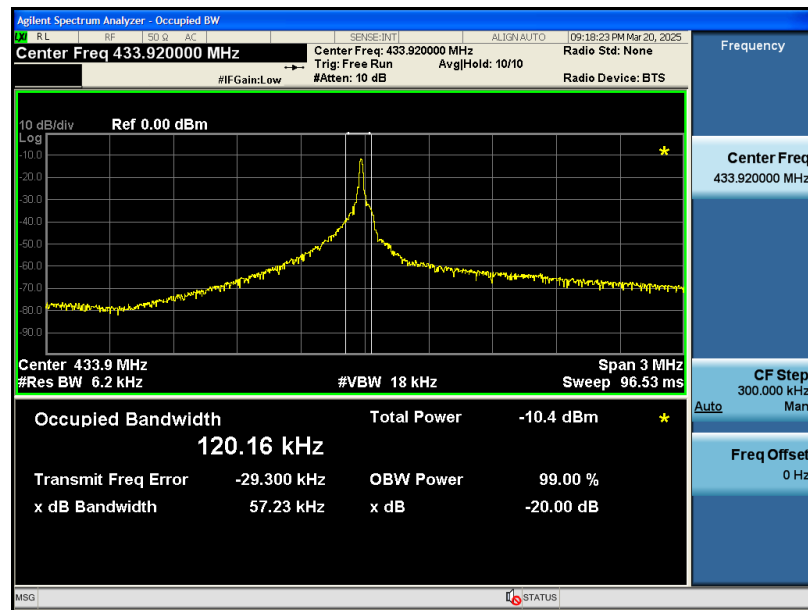 Agilent Spectrum Analyzer - Occupied BW
LXI RL RF 50 Ω AC SENSE:INT ALIGN AUTO 09:18:23 PM Mar 20, 2025
Center Freq 433.920000 MHz
#IFGain:Low
Center Freq: 433.920000 MHz
Trig: Free Run Avg|Hold: 10/10
#Atten: 10 dB
Radio Std: None
Radio Device: BTS
10 dB/div Ref 0.00 dBm
Log
-10.0
-20.0
-30.0
-40.0
-50.0
-60.0
-70.0
-80.0
-90.0
Center 433.9 MHz Span 3 MHz
#Res BW 6.2 kHz #VBW 18 kHz Sweep 96.53 ms
Occupied Bandwidth Total Power -10.4 dBm
120.16 kHz
Transmit Freq Error -29.300 kHz OBW Power 99.00 %
x dB Bandwidth 57.23 kHz x dB -20.00 dB
MSG STATUS
Frequency
Center Freq
433.920000 MHz
CF Step
300.000 kHz
Auto Man
Freq Offset
0 Hz